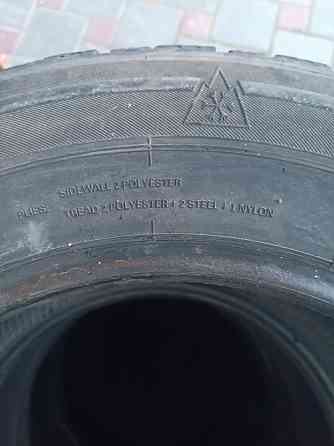 PLIES: SIDEWALL 2 POLYESTER
TREAD 2 POLYESTER + 2 STEEL + 1 NYLON